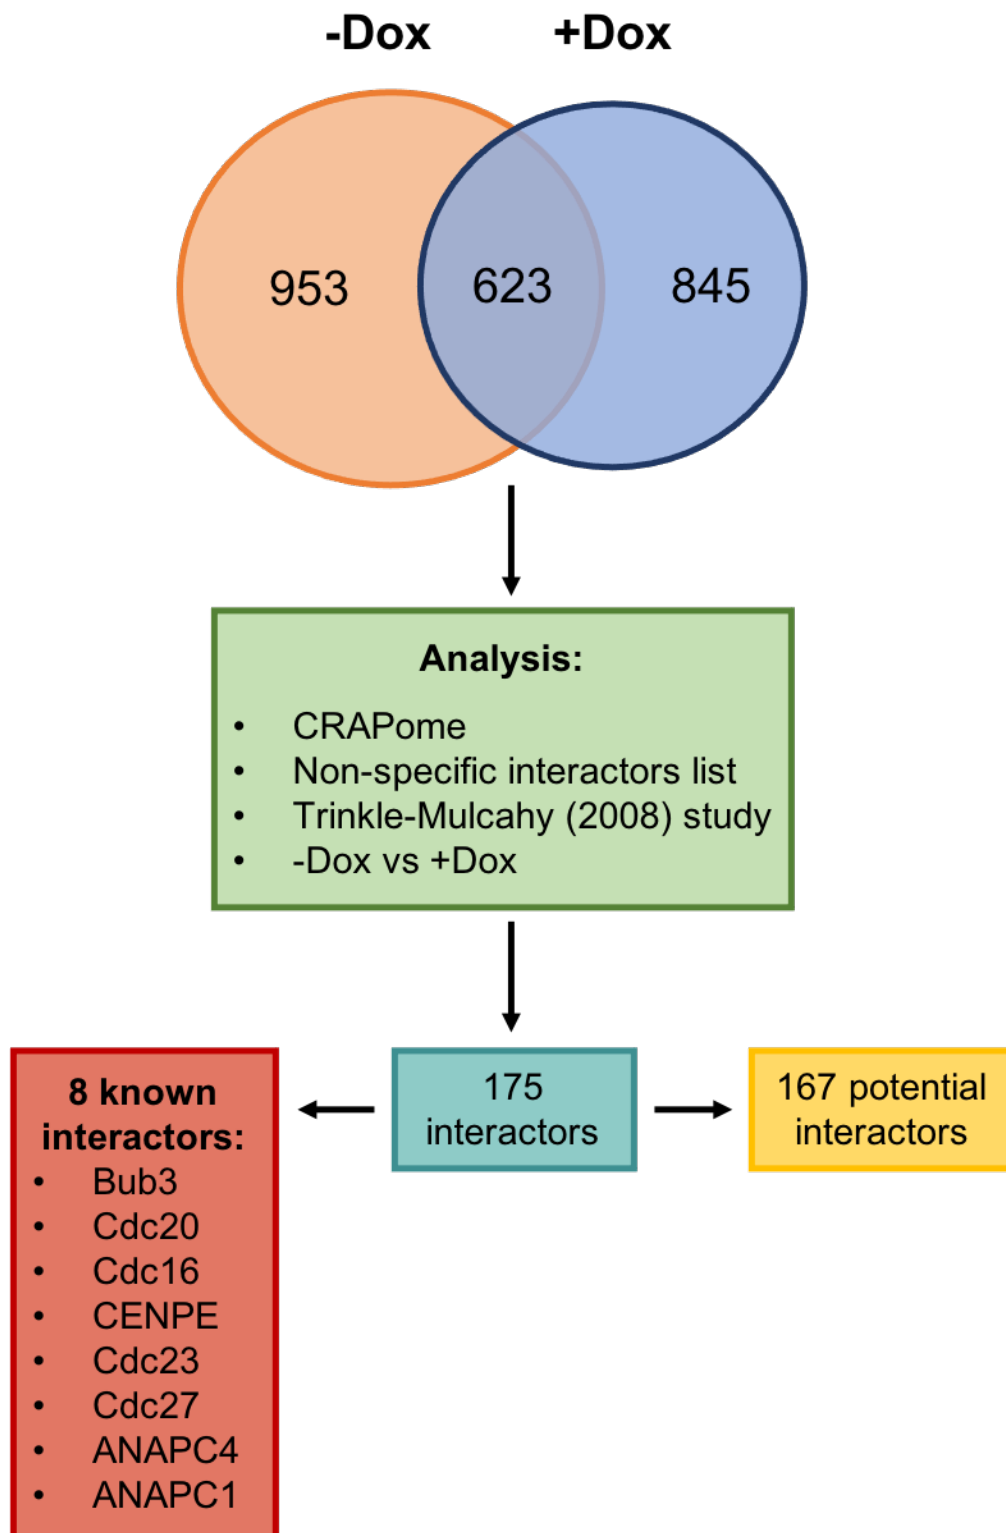 -Dox +Dox
953 623 845
Analysis:
• CRAPome
• Non-specific interactors list
• Trinkle-Mulcahy (2008) study
• -Dox vs +Dox
8 known
interactors:
• Bub3
• Cdc20
• Cdc16
• CENPE
• Cdc23
• Cdc27
• ANAPC4
• ANAPC1
175
interactors
167 potential
interactors